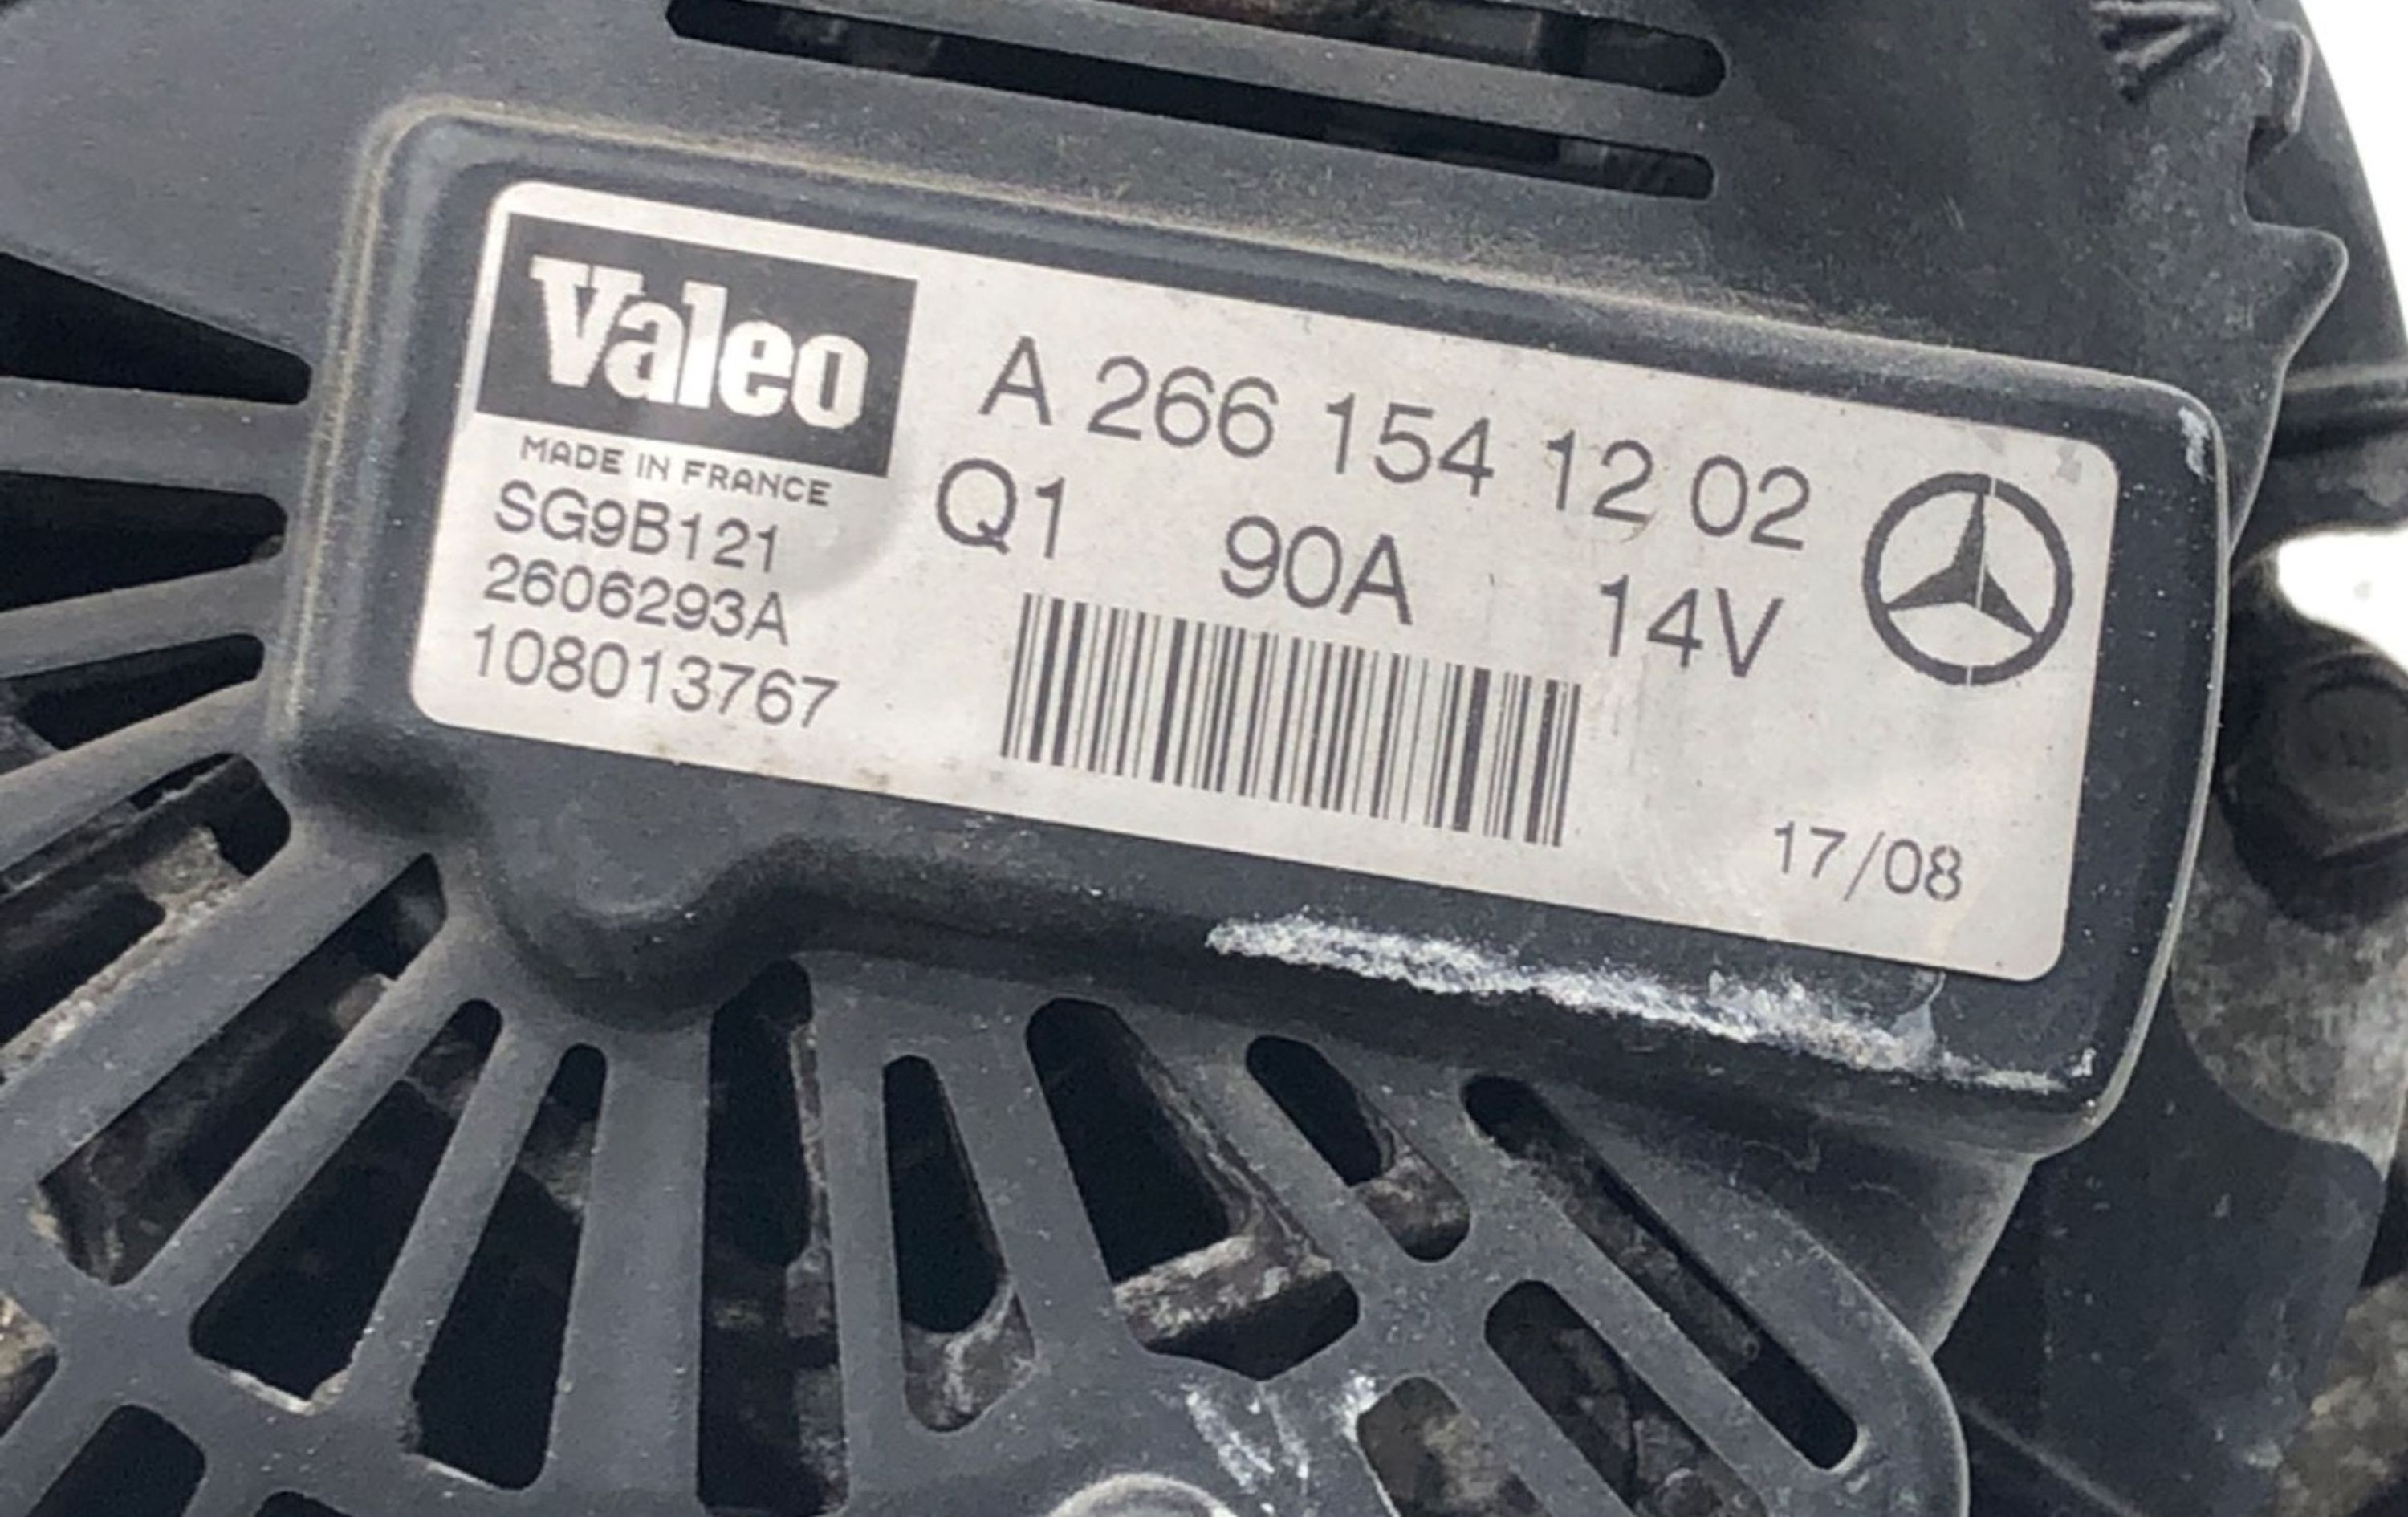 Valeo
MADE IN FRANCE
SG9B121
2606293A
108013767
A 266 154 12 02
Q1 90A 14V
17/08